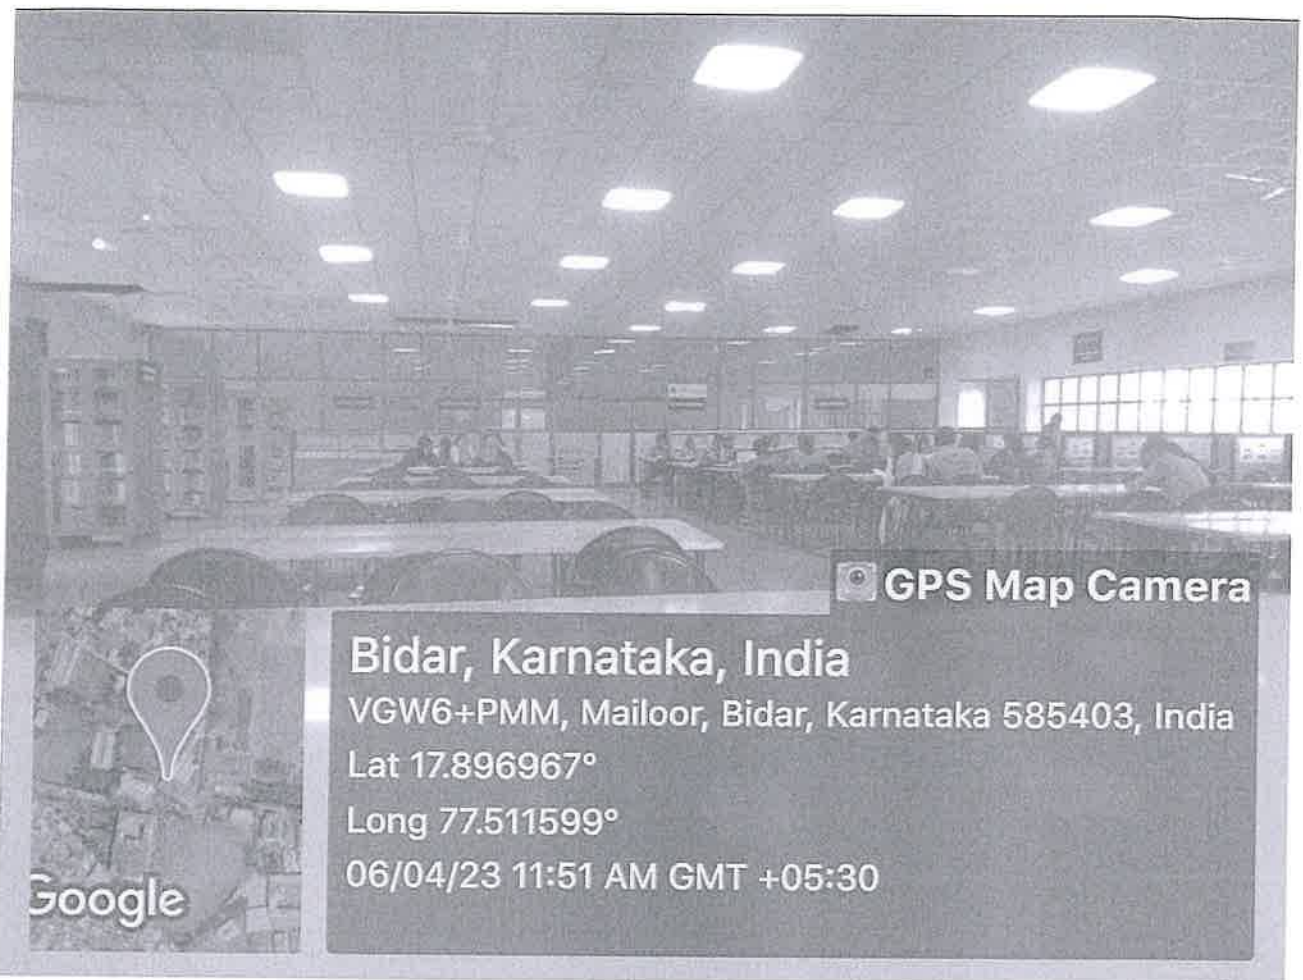 GPS Map Camera
Bidar, Karnataka, India
VGW6+PMM, Mailoor, Bidar, Karnataka 585403, India
Lat 17.896967°
Long 77.511599°
06/04/23 11:51 AM GMT +05:30
Google